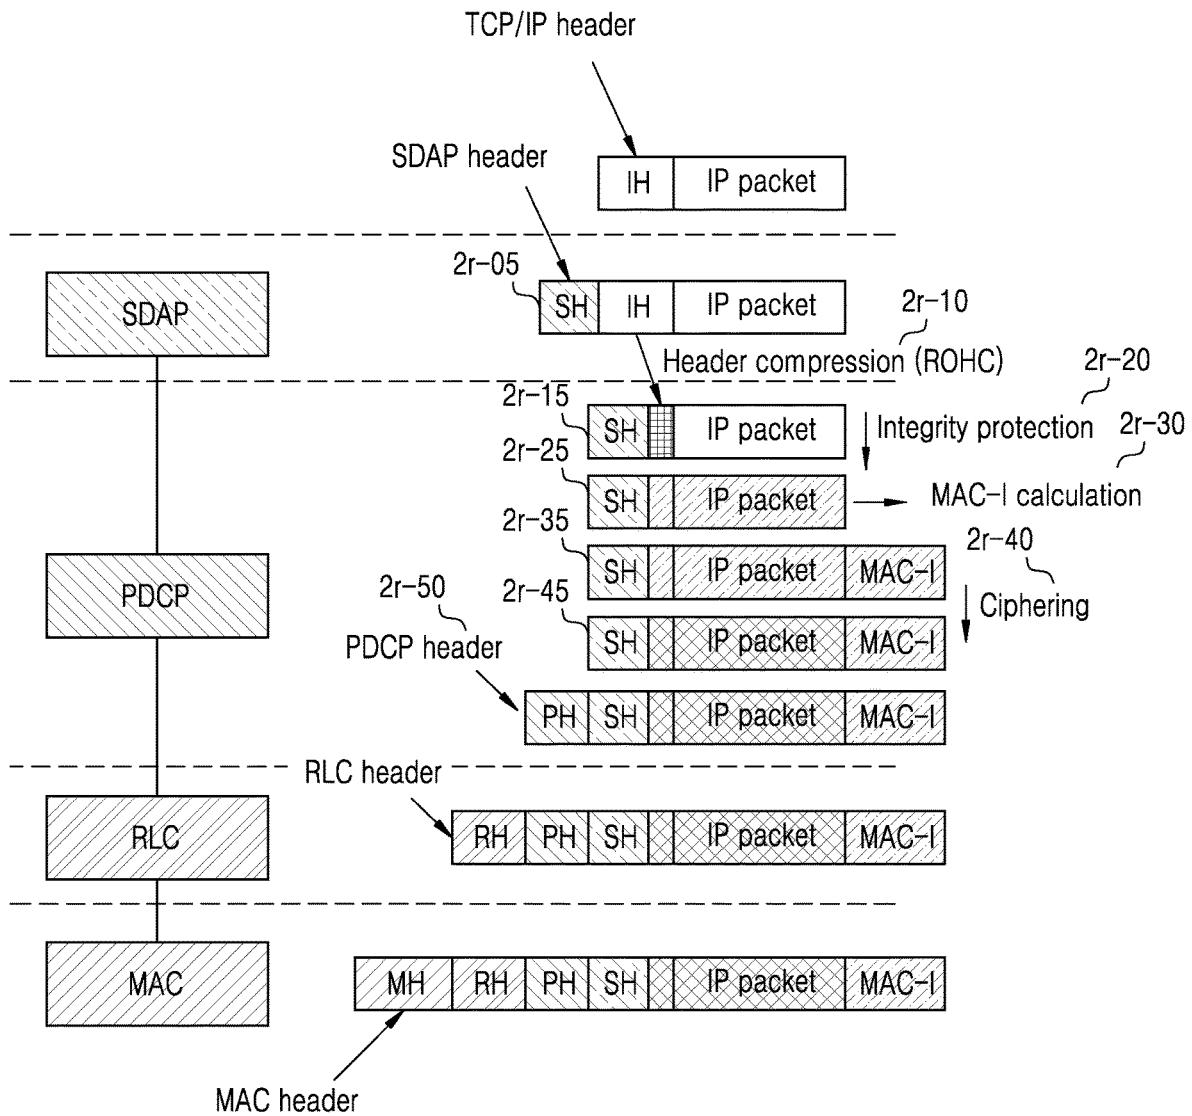 TCP/IP header
SDAP header
IH IP packet
2r-05
SDAP
SH IH IP packet
2r-10
Header compression (ROHC)
2r-20
2r-15
SH IP packet
Integrity protection
2r-30
2r-25
SH IP packet
MAC-I calculation
2r-35
SH IP packet MAC-I
2r-40
PDCP
2r-50
2r-45
Ciphering
PDCP header
SH IP packet MAC-I
PH SH IP packet MAC-I
RLC header
RLC
RH PH SH IP packet MAC-I
MAC
MH RH PH SH IP packet MAC-I
MAC header